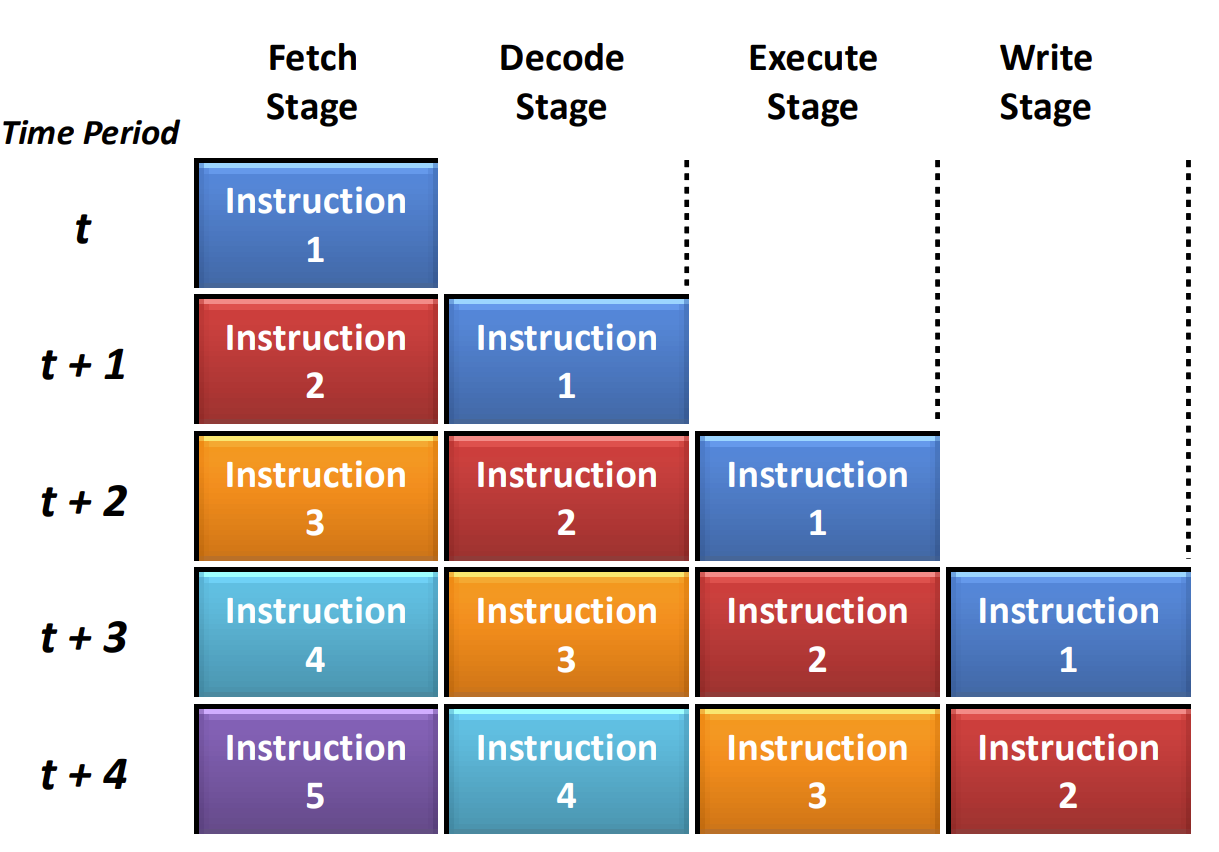 Fetch
Stage
Decode
Stage
Execute
Stage
Write
Stage
Time Period
t
Instruction
1
t + 1
Instruction
2
Instruction
1
t + 2
Instruction
3
Instruction
2
Instruction
1
t + 3
Instruction
4
Instruction
3
Instruction
2
Instruction
1
t + 4
Instruction
5
Instruction
4
Instruction
3
Instruction
2